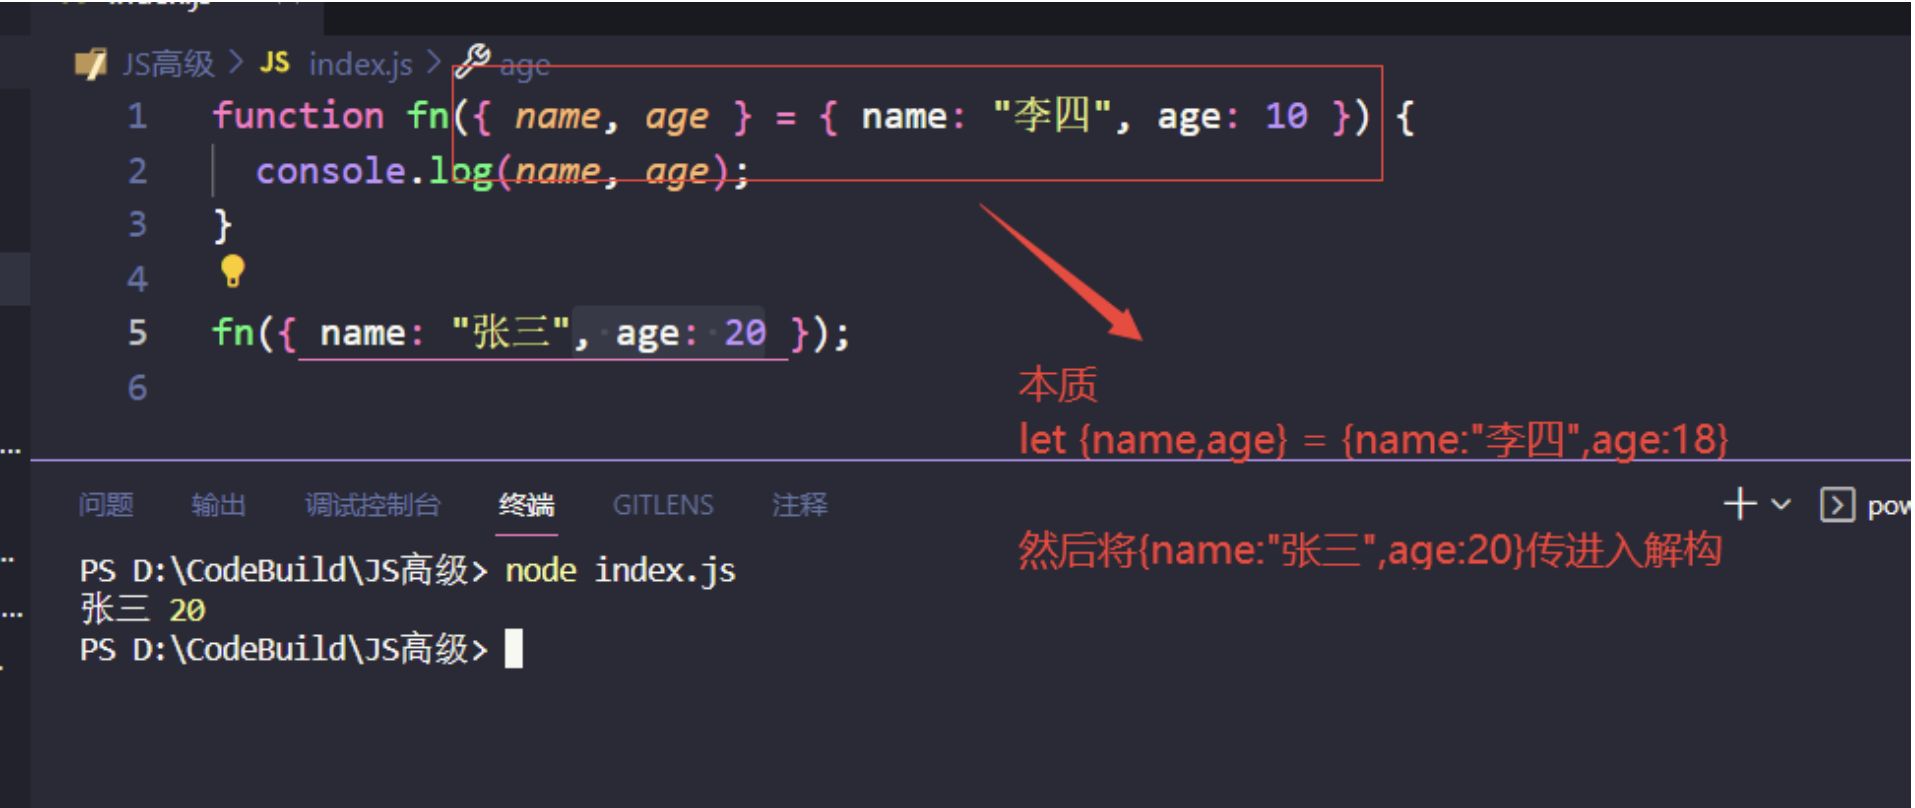 JS高级 > JS index.js > age
1 function fn({ name, age } = { name: "李四", age: 10 }) {
2 console.log(name, age);
3 }
4
5 fn({ name: "张三", age: 20 });
6
本质
let {name,age} = {name:"李四",age:18}
问题 输出 调试控制台 终端 GITLENS 注释
然后将{name:"张三",age:20}传进入解构
PS D:\CodeBuild\JS高级> node index.js
张三 20
PS D:\CodeBuild\JS高级>